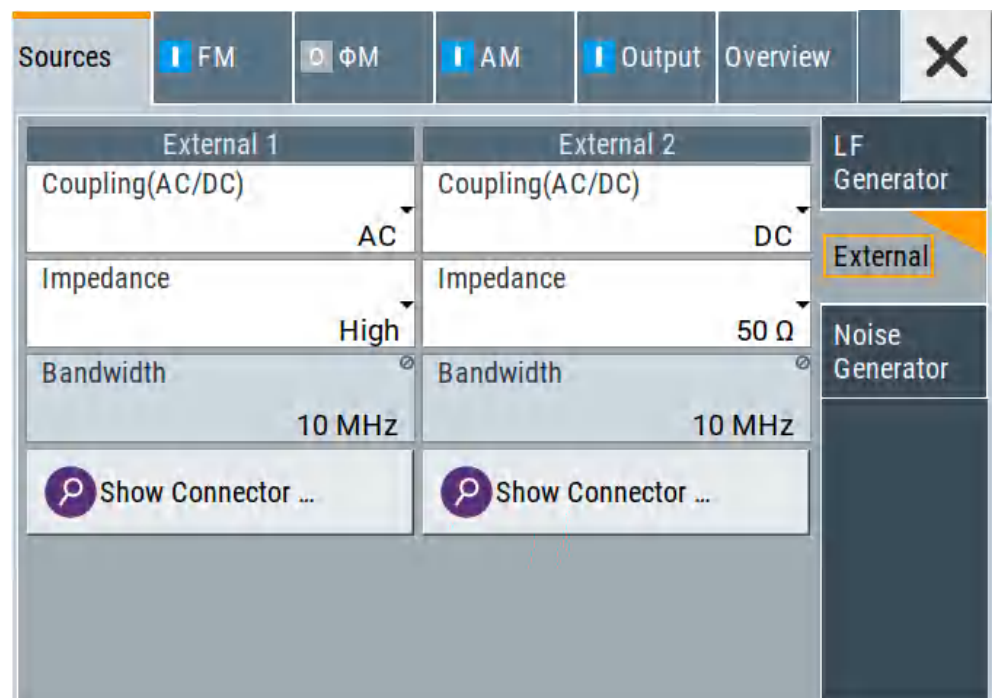 Sources
I FM
0 ΦM
I AM
I Output
Overview
External 1
External 2
Coupling(AC/DC)
AC
Coupling(AC/DC)
DC
Impedance
High
Impedance
50 Ω
Bandwidth
10 MHz
Bandwidth
10 MHz
Show Connector ...
Show Connector ...
LF
Generator
External
Noise
Generator